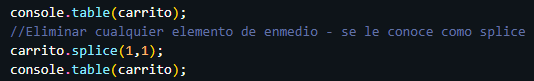 console.table(carrito);
//Eliminar cualquier elemento de enmedio - se le conoce como splice
carrito.splice(1,1);
console.table(carrito);